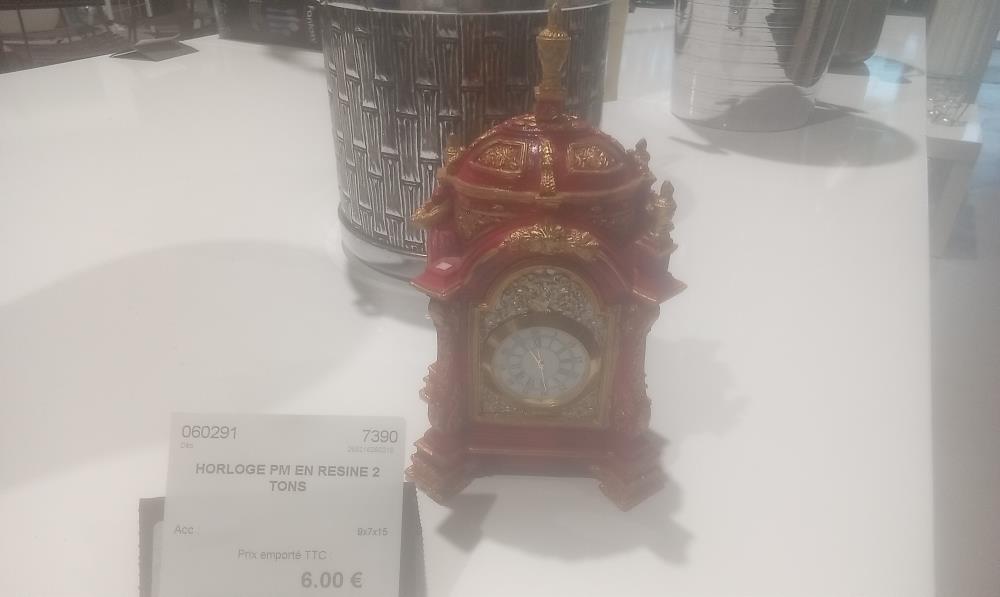 060291 7390
HORLOGE PM EN RESINE 2
TONS
Acc : 9x7x15
Prix emporté TTC :
6.00 €